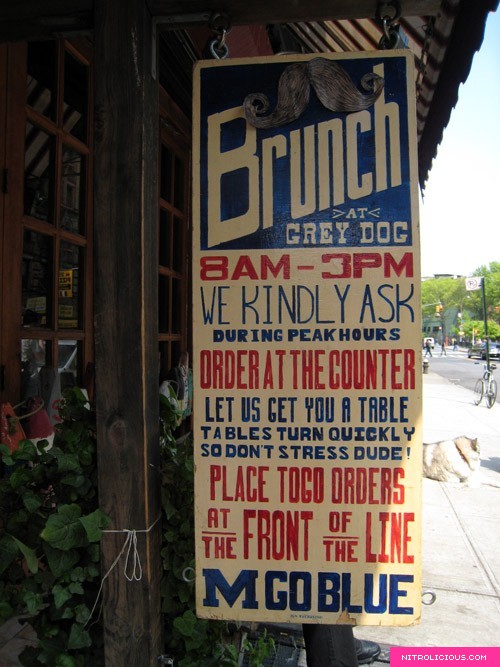 Brunch
AT
GREY DOG
8AM-3PM
WE KINDLY ASK
DURING PEAK HOURS
ORDER AT THE COUNTER
LET US GET YOU A TABLE
TABLES TURN QUICKLY
SO DON'T STRESS DUDE!
PLACE TOGO ORDERS
AT THE FRONT OF THE LINE
M GO BLUE
NITROLICIOUS.COM